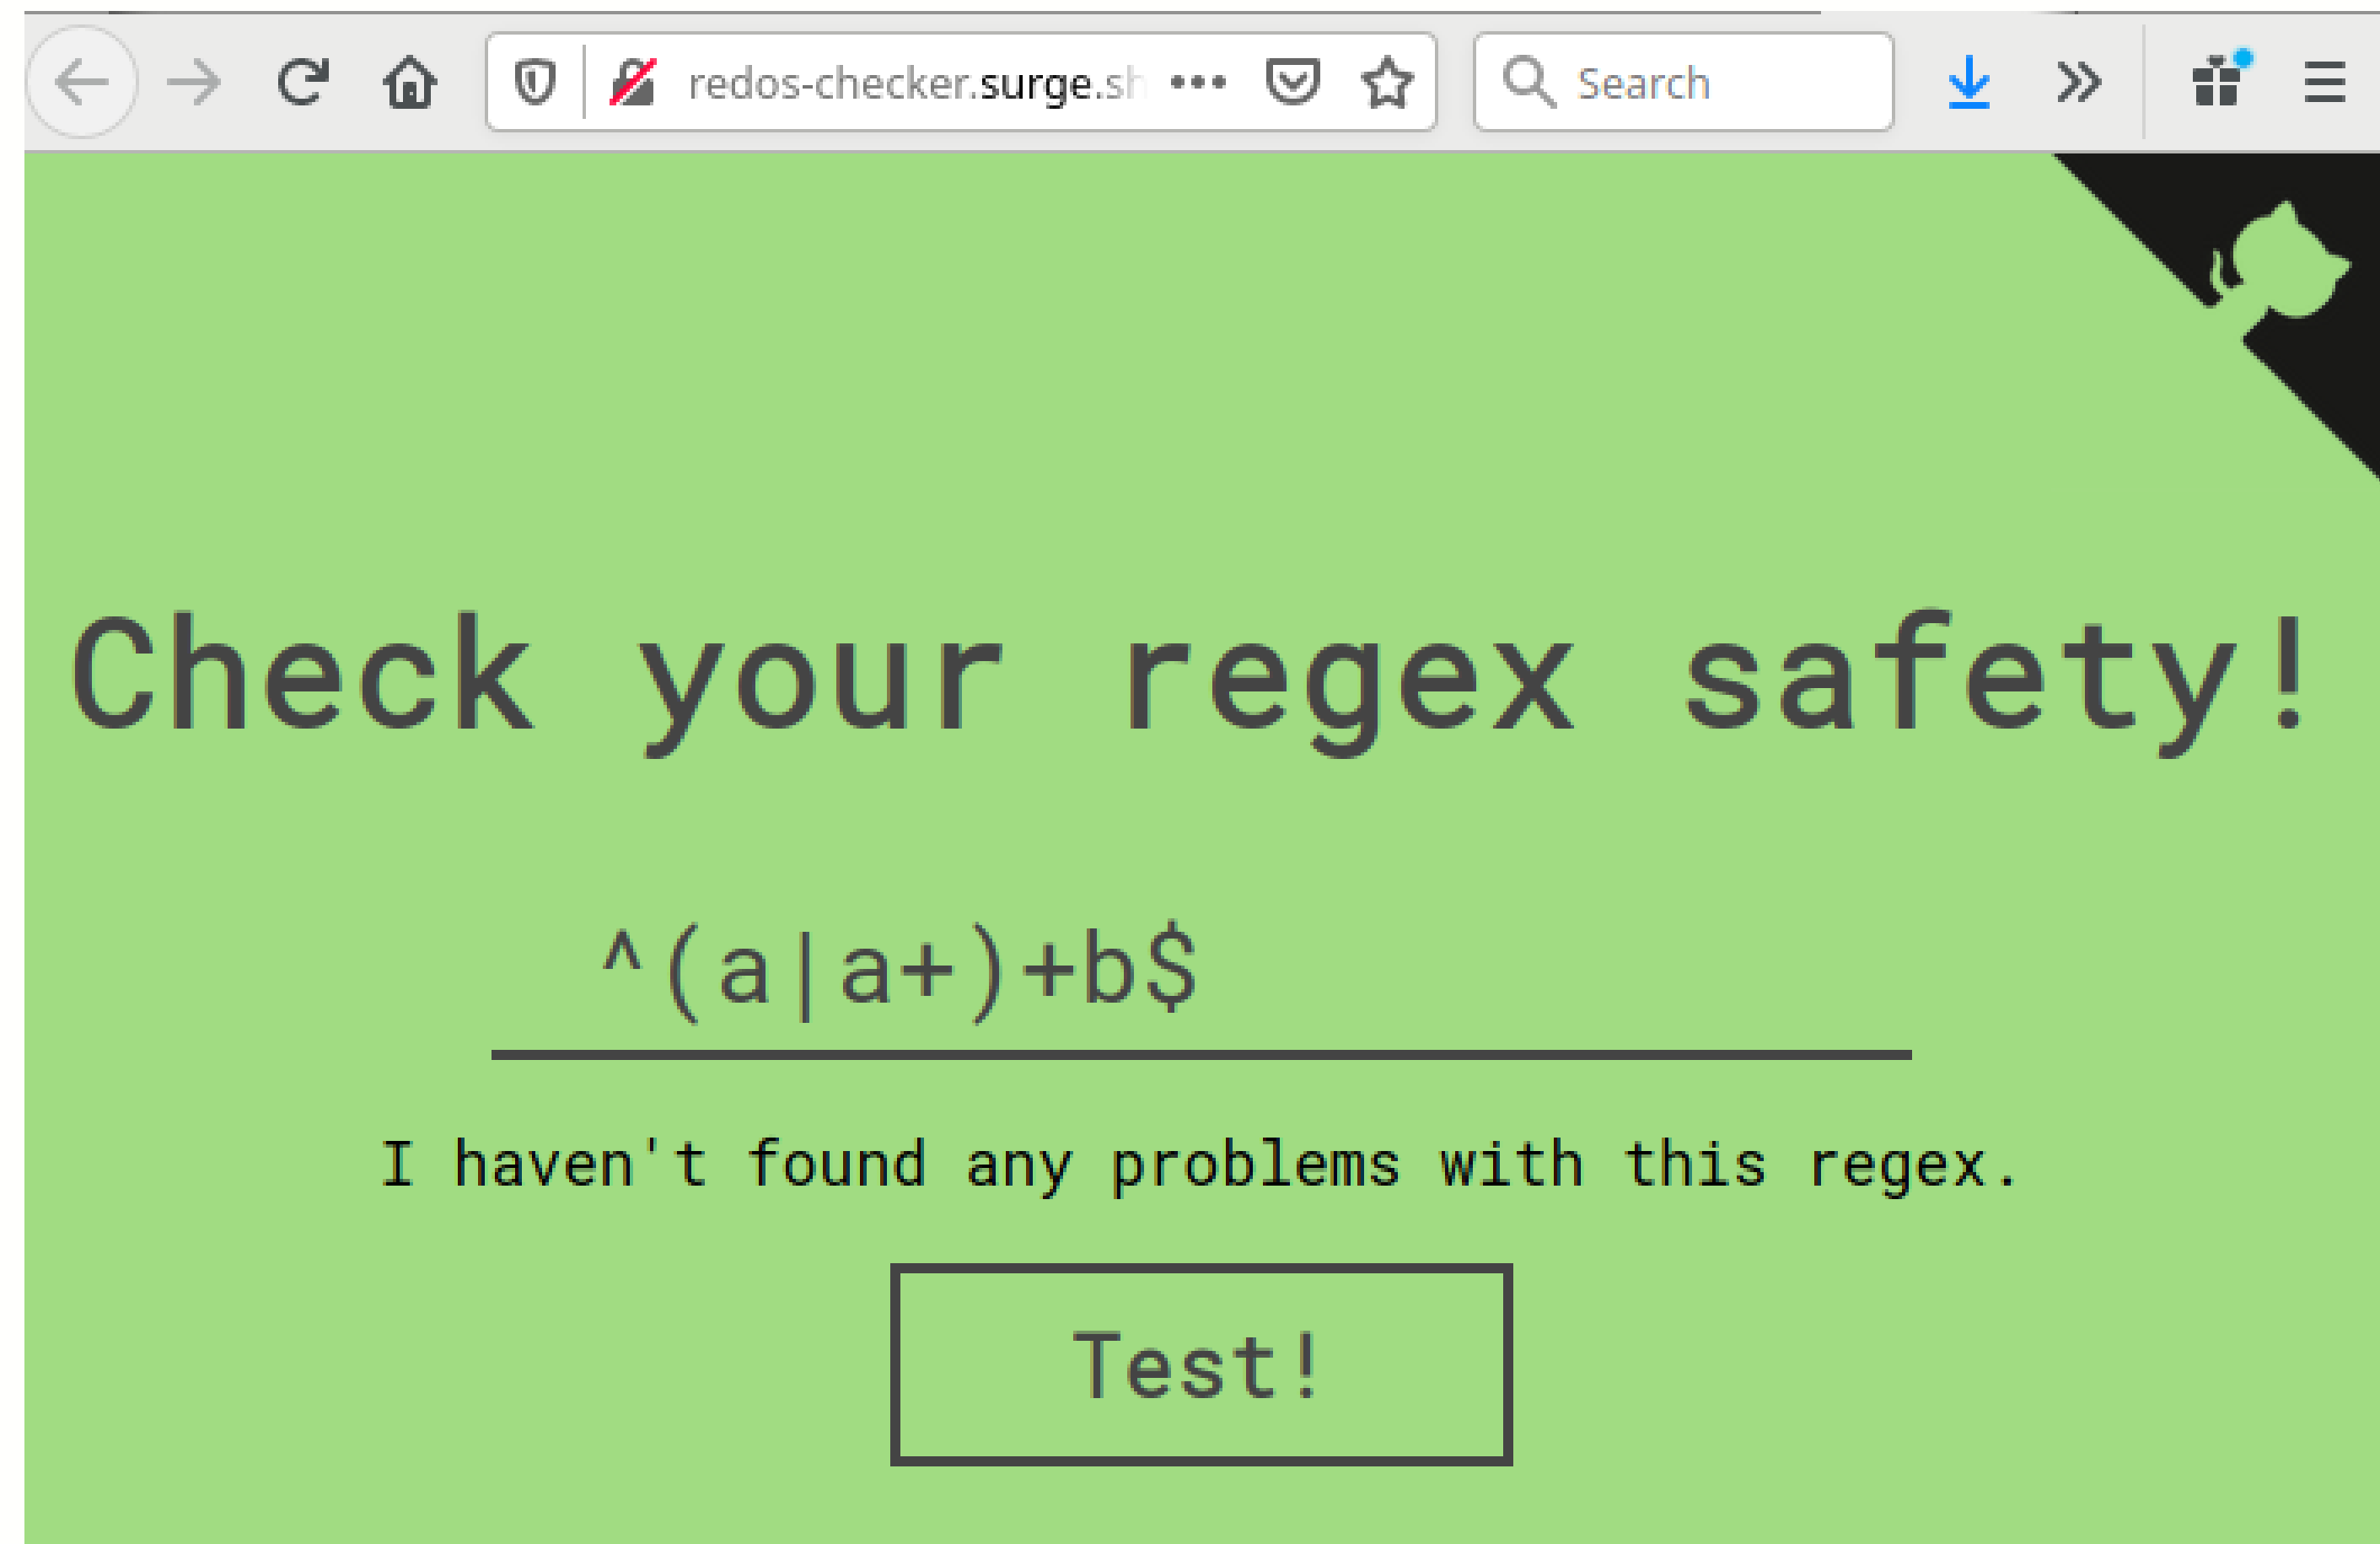 redos-checker.surge.sh
Search
Check your regex safety!
^(a|a+)+b$
I haven't found any problems with this regex.
Test!